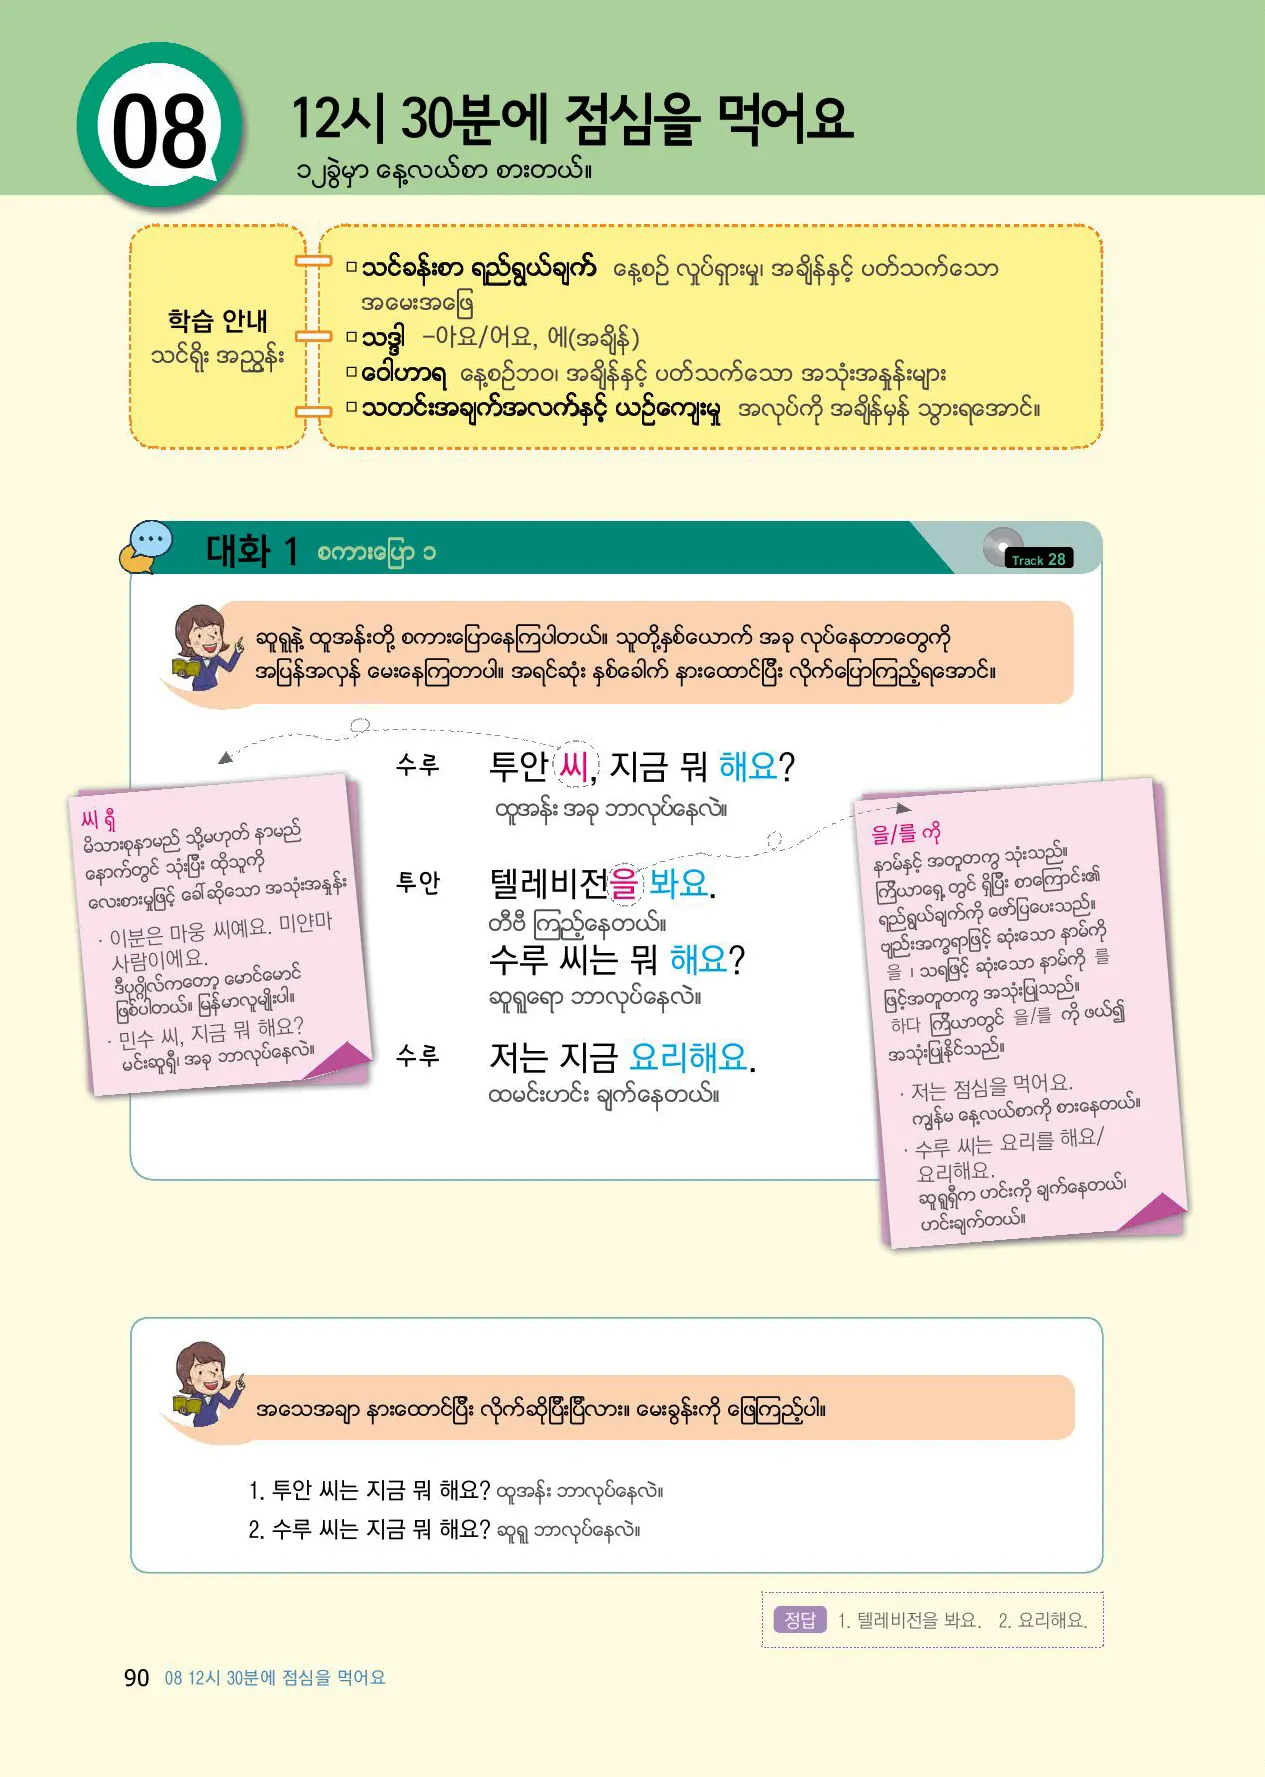 08
12시 30분에 점심을 먹어요
၁၂ခွဲမှာ နေ့လယ်စာ စားတယ်။
학습 안내
သင်ရိုး အညွှန်း
□ သင်ခန်းစာ ရည်ရွယ်ချက် နေ့စဉ် လှုပ်ရှားမှု၊ အချိန်နှင့် ပတ်သက်သော
အမေးအဖြေ
□ သဒ္ဒါ -아요/어요, 에(အချိန်)
□ ဝေါဟာရ နေ့စဉ်ဘဝ၊ အချိန်နှင့် ပတ်သက်သော အသုံးအနှုန်းများ
□ သတင်းအချက်အလက်နှင့် ယဉ်ကျေးမှု အလုပ်ကို အချိန်မှန် သွားရအောင်။
대화 1 စကားပြော ၁
Track 28
ဆူရူနဲ့ ထူအန်းတို့ စကားပြောနေကြပါတယ်။ သူတို့နှစ်ယောက် အခု လုပ်နေတာတွေကို
အပြန်အလှန် မေးနေကြတာပါ။ အရင်ဆုံး နှစ်ခေါက် နားထောင်ပြီး လိုက်ပြောကြည့်ရအောင်။
수루 투안 씨, 지금 뭐 해요?
ထူအန်း အခု ဘာလုပ်နေလဲ။
투안 텔레비전을 봐요.
တီဗီ ကြည့်နေတယ်။
수루 씨는 뭐 해요?
ဆူရူရော ဘာလုပ်နေလဲ။
수루 저는 지금 요리해요.
ထမင်းဟင်း ချက်နေတယ်။
씨 ရှီ
မိသားစုနာမည် သို့မဟုတ် နာမည်
နောက်တွင် သုံးပြီး ထိုသူကို
လေးစားမှုဖြင့် ခေါ်ဆိုသော အသုံးအနှုန်း
· 이분은 마웅 씨예요. 미얀마
사람이에요.
ဒီပုဂ္ဂိုလ်ကတော့ မောင်မောင်
ဖြစ်ပါတယ်။ မြန်မာလူမျိုးပါ။
· 민수 씨, 지금 뭐 해요?
မင်းဆူရှီ၊ အခု ဘာလုပ်နေလဲ။
을/를 ကို
နာမ်နှင့် အတူတကွ သုံးသည်။
ကြိယာရှေ့ တွင် ရှိပြီး စာကြောင်း၏
ရည်ရွယ်ချက်ကို ဖော်ပြပေးသည်။
ဗျည်းအက္ခရာဖြင့် ဆုံးသော နာမ်ကို
을 ၊ သရဖြင့် ဆုံးသော နာမ်ကို 를
ဖြင့်အတူတကွ အသုံးပြုသည်။
하다 ကြိယာတွင် 을/를 ကို ဖယ်၍
အသုံးပြုနိုင်သည်။
· 저는 점심을 먹어요.
ကျွန်မ နေ့လယ်စာကို စားနေတယ်။
· 수루 씨는 요리를 해요/
요리해요.
ဆူရူရှီက ဟင်းကို ချက်နေတယ်၊
ဟင်းချက်တယ်။
အသေအချာ နားထောင်ပြီး လိုက်ဆိုပြီးပြီလား။ မေးခွန်းကို ဖြေကြည့်ပါ။
1. 투안 씨는 지금 뭐 해요? ထူအန်း ဘာလုပ်နေလဲ။
2. 수루 씨는 지금 뭐 해요? ဆူရူ ဘာလုပ်နေလဲ။
정답 1. 텔레비전을 봐요. 2. 요리해요.
90 08 12시 30분에 점심을 먹어요